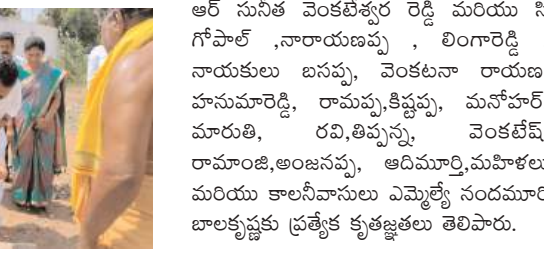 ఆర్ సునీత వెంకటేశ్వర రెడ్డి మరియు
గోపాల్ ,నారాయణప్ప , లింగారెడ్డి
నాయకులు బసప్ప, వెంకటనా రాయణ
హనుమారెడ్డి, రామప్ప,కిష్టప్ప, మనోహర్
మారుతి, రవి,తిప్పన్న, వెంకటేష్
రామాంజి,అంజనప్ప, ఆదిమూర్తి,మహిళలు
మరియు కాలనీవాసులు ఎమ్మెల్యే నందమూరి
బాలకృష్ణకు ప్రత్యేక కృతజ్ఞతలు తెలిపారు.